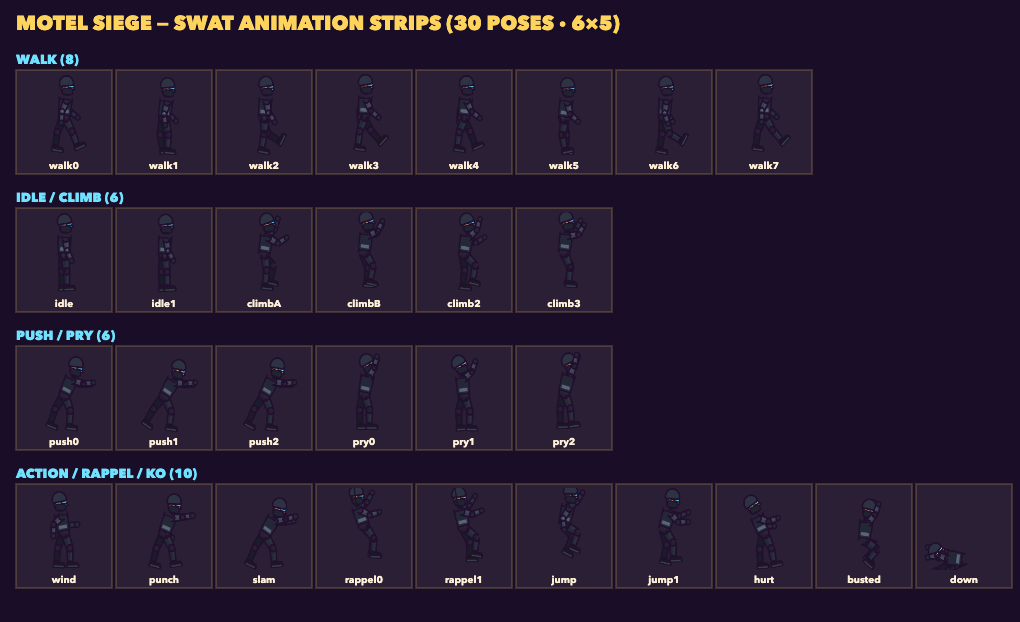 MOTEL SIEGE — SWAT ANIMATION STRIPS (30 POSES • 6×5)
WALK (8)
walk0 walk1 walk2 walk3 walk4 walk5 walk6 walk7
IDLE / CLIMB (6)
idle idle1 climbA climbB climb2 climb3
PUSH / PRY (6)
push0 push1 push2 pry0 pry1 pry2
ACTION / RAPPEL / KO (10)
wind punch slam rappel0 rappel1 jump jump1 hurt busted down